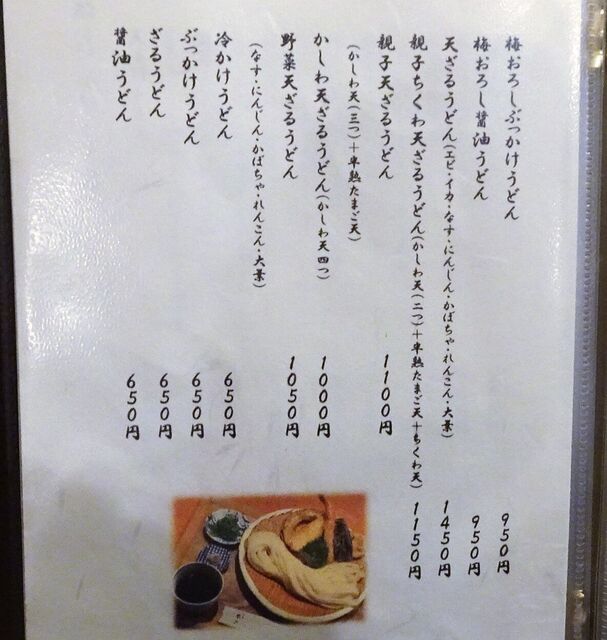 梅おろしぶっかけうどん 950円
梅おろし醤油うどん 950円
天ざるうどん(エビ・イカ・なす・にんじん・かぼちゃ・れんこん・大葉) 1450円
親子ちくわ天ざるうどん(かしわ天(二つ)+半熟たまご天+ちくわ天) 1150円
親子天ざるうどん 1100円
(かしわ天(三つ)+半熟たまご天)
かしわ天ざるうどん(かしわ天四つ) 1000円
野菜天ざるうどん 1050円
(なす・にんじん・かぼちゃ・れんこん・大葉)
冷かけうどん 650円
ぶっかけうどん 650円
ざるうどん 650円
醤油うどん 650円